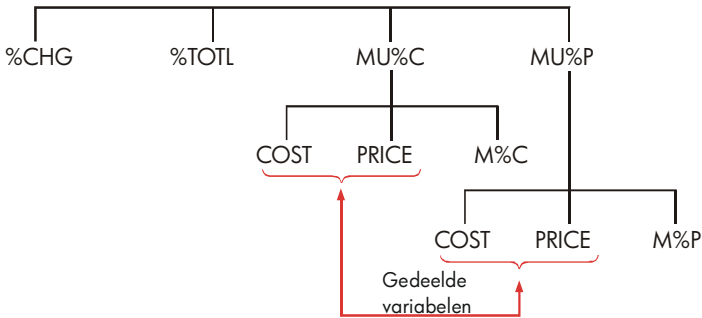 %CHG %TOTL MU%C MU%P
COST PRICE M%C
COST PRICE M%P
Gedeelde
variabelen